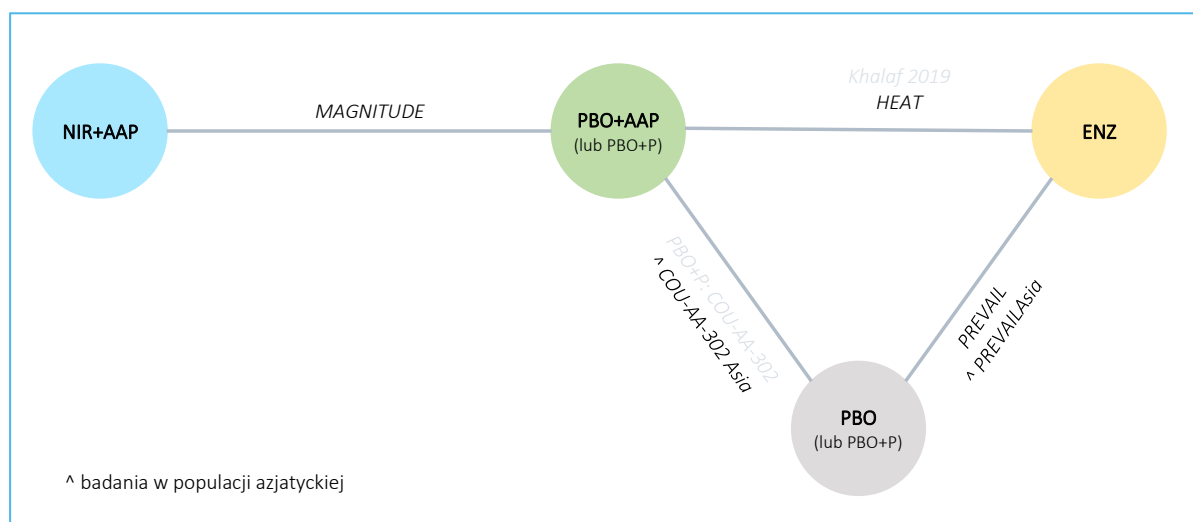 NIR+AAP
MAGNITUDE
PBO+AAP
(lub PBO+P)
Khalaf 2019
HEAT
ENZ
PBO+P: COU-AA-302
^ COU-AA-302 Asia
PREVAIL
^ PREVAILAsia
PBO
(lub PBO+P)
^ badania w populacji azjatyckiej